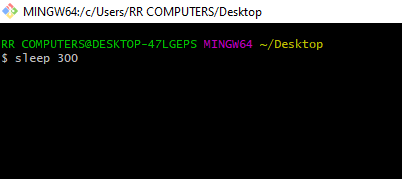 MINGW64:/c/Users/RR COMPUTERS/Desktop
RR COMPUTERS@DESKTOP-47LGEPS MINGW64 ~/Desktop
$ sleep 300